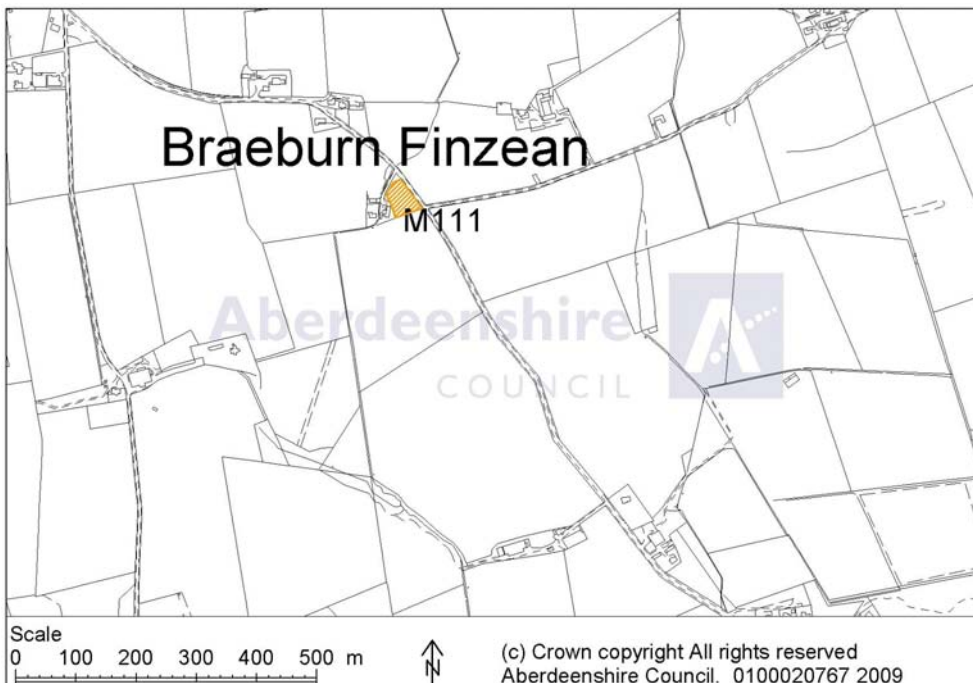 Braeburn Finzean
M111
Aberdeenshire
COUNCIL
Scale
0 100 200 300 400 500 m
N
(c) Crown copyright All rights reserved
Aberdeenshire Council. 0100020767 2009